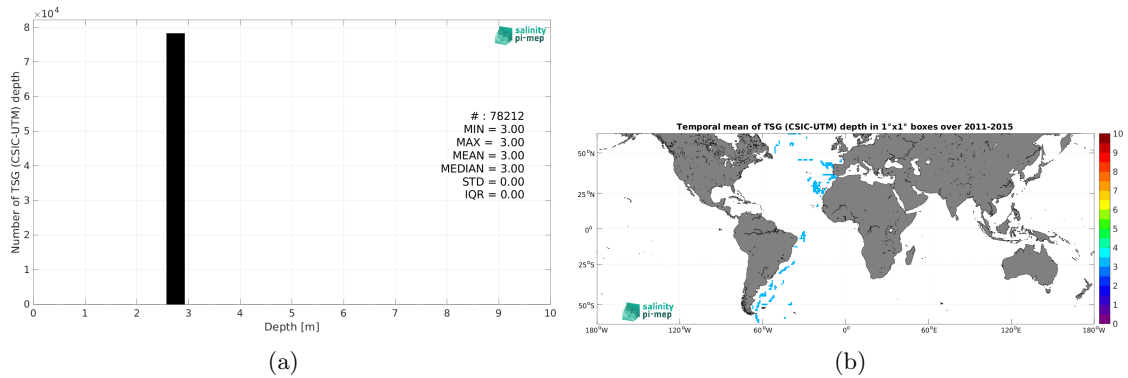 ×10⁴
8
7
6
5
4
3
2
1
0
Number of TSG (CSIC-UTM) depth
salinity
pi-mep
# : 78212
MIN = 3.00
MAX = 3.00
MEAN = 3.00
MEDIAN = 3.00
STD = 0.00
IQR = 0.00
0 1 2 3 4 5 6 7 8 9 10
Depth [m]
(a)
Temporal mean of TSG (CSIC-UTM) depth in 1°x1° boxes over 2011-2015
50°N
25°N
0°
25°S
50°S
salinity
pi-mep
180°W 120°W 60°W 0° 60°E 120°E 180°W
10
9
8
7
6
5
4
3
2
1
0
(b)